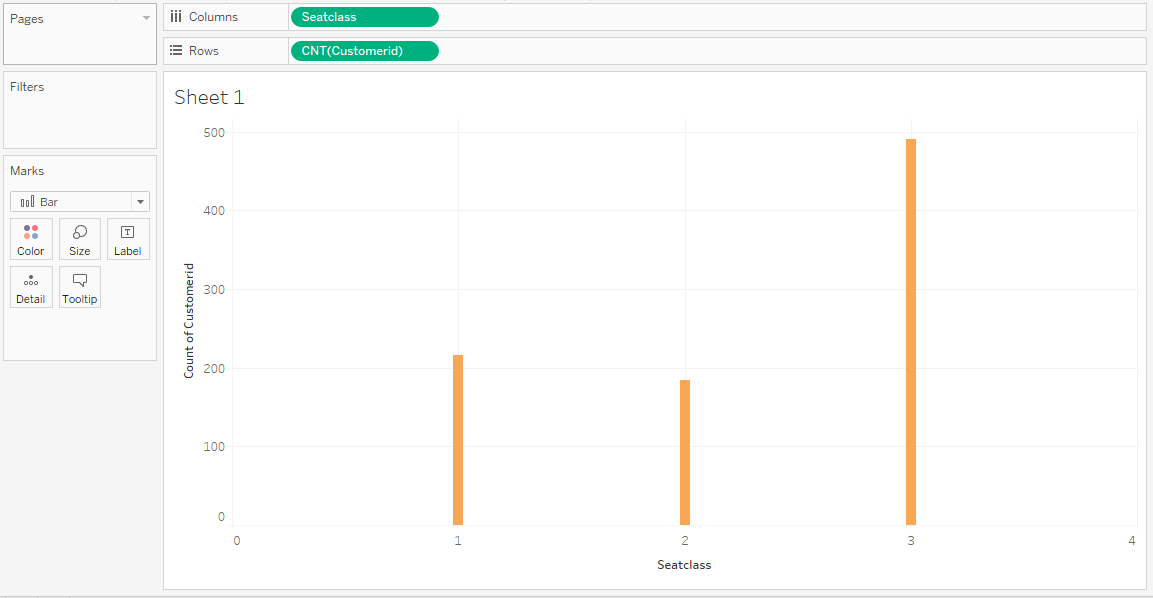 Pages
Columns
Seatclass
Rows
CNT(Customerid)
Filters
Marks
Bar
Color
Size
Label
Detail
Tooltip
Sheet 1
500
400
300
200
100
0
Count of Customerid
0
1
2
3
4
Seatclass